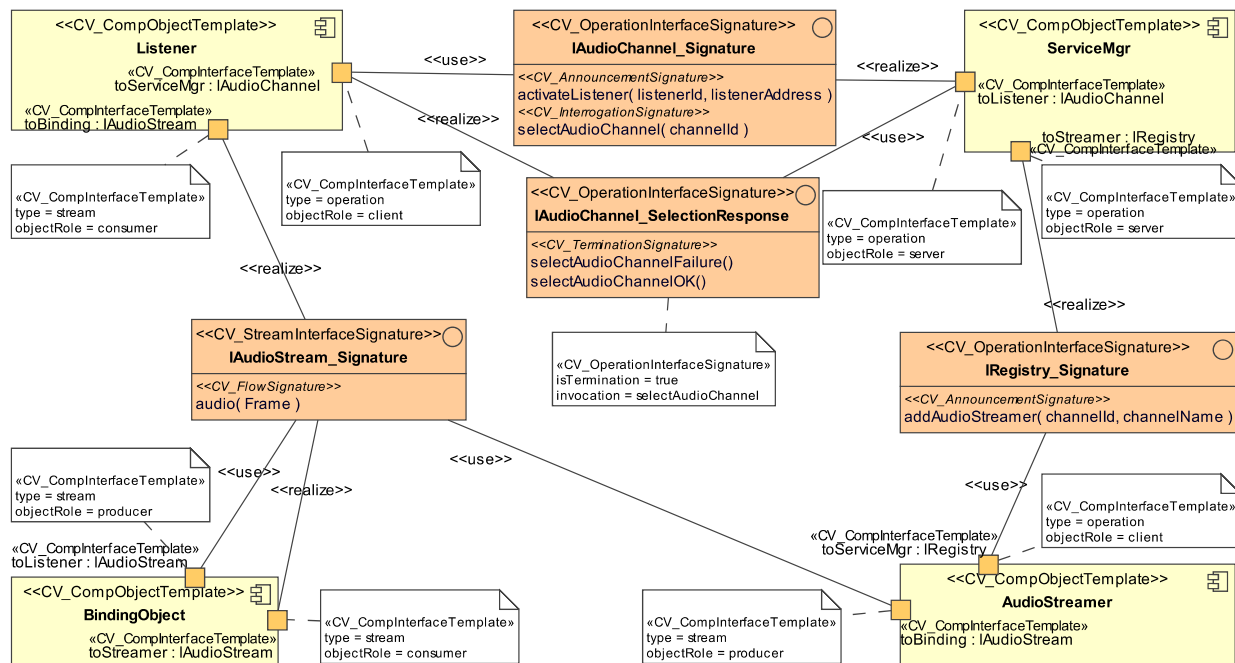 <<CV_CompObjectTemplate>>
Listener
«CV_CompInterfaceTemplate»
toServiceMgr : IAudioChannel
«CV_CompInterfaceTemplate»
toBinding : IAudioStream
<<use>>
<<realize>>
<<CV_OperationInterfaceSignature>>
IAudioChannel_Signature
<<CV_AnnouncementSignature>>
activateListener( listenerId, listenerAddress )
<<CV_InterrogationSignature>>
selectAudioChannel( channelId )
<<realize>>
<<use>>
<<CV_CompObjectTemplate>>
ServiceMgr
«CV_CompInterfaceTemplate»
toListener : IAudioChannel
toStreamer : IRegistry
«CV_CompInterfaceTemplate»
«CV_CompInterfaceTemplate»
type = stream
objectRole = consumer
«CV_CompInterfaceTemplate»
type = operation
objectRole = client
<<CV_OperationInterfaceSignature>>
IAudioChannel_SelectionResponse
<<CV_TerminationSignature>>
selectAudioChannelFailure()
selectAudioChannelOK()
«CV_CompInterfaceTemplate»
type = operation
objectRole = server
«CV_CompInterfaceTemplate»
type = operation
objectRole = server
<<realize>>
<<realize>>
<<CV_StreamInterfaceSignature>>
IAudioStream_Signature
<<CV_FlowSignature>>
audio( Frame )
«CV_OperationInterfaceSignature»
isTermination = true
invocation = selectAudioChannel
<<CV_OperationInterfaceSignature>>
IRegistry_Signature
<<CV_AnnouncementSignature>>
addAudioStreamer( channelId, channelName )
«CV_CompInterfaceTemplate»
type = stream
objectRole = producer
<<use>>
<<realize>>
<<use>>
<<use>>
«CV_CompInterfaceTemplate»
type = operation
objectRole = client
«CV_CompInterfaceTemplate»
toListener : IAudioStream
<<CV_CompObjectTemplate>>
BindingObject
«CV_CompInterfaceTemplate»
toStreamer : IAudioStream
«CV_CompInterfaceTemplate»
type = stream
objectRole = consumer
«CV_CompInterfaceTemplate»
type = stream
objectRole = producer
«CV_CompInterfaceTemplate»
toServiceMgr : IRegistry
<<CV_CompObjectTemplate>>
AudioStreamer
«CV_CompInterfaceTemplate»
toBinding : IAudioStream